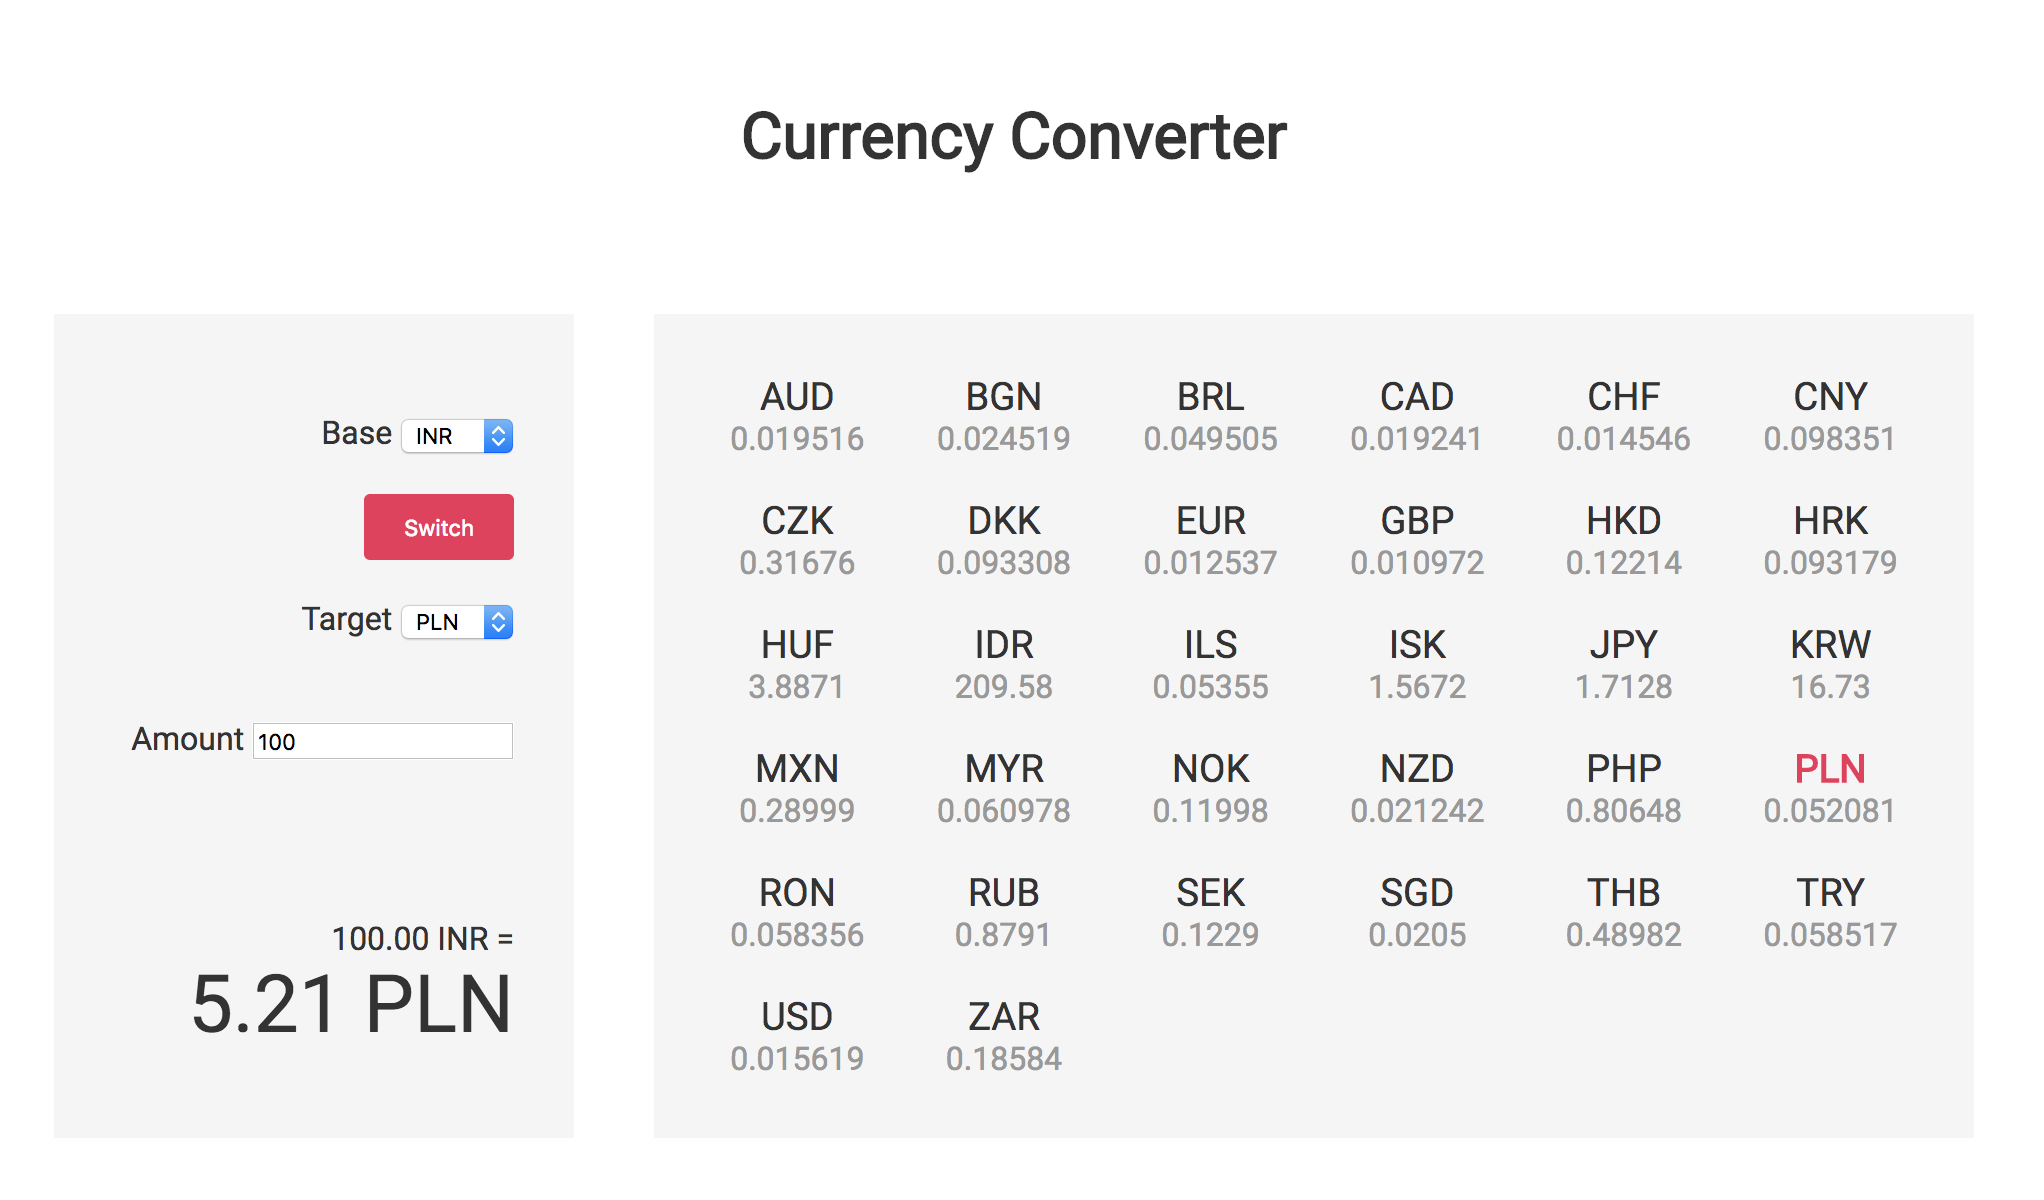 Currency Converter
Base INR
Switch
Target PLN
Amount 100
100.00 INR =
5.21 PLN
AUD BGN BRL CAD CHF CNY
0.019516 0.024519 0.049505 0.019241 0.014546 0.098351
CZK DKK EUR GBP HKD HRK
0.31676 0.093308 0.012537 0.010972 0.12214 0.093179
HUF IDR ILS ISK JPY KRW
3.8871 209.58 0.05355 1.5672 1.7128 16.73
MXN MYR NOK NZD PHP PLN
0.28999 0.060978 0.11998 0.021242 0.80648 0.052081
RON RUB SEK SGD THB TRY
0.058356 0.8791 0.1229 0.0205 0.48982 0.058517
USD ZAR
0.015619 0.18584